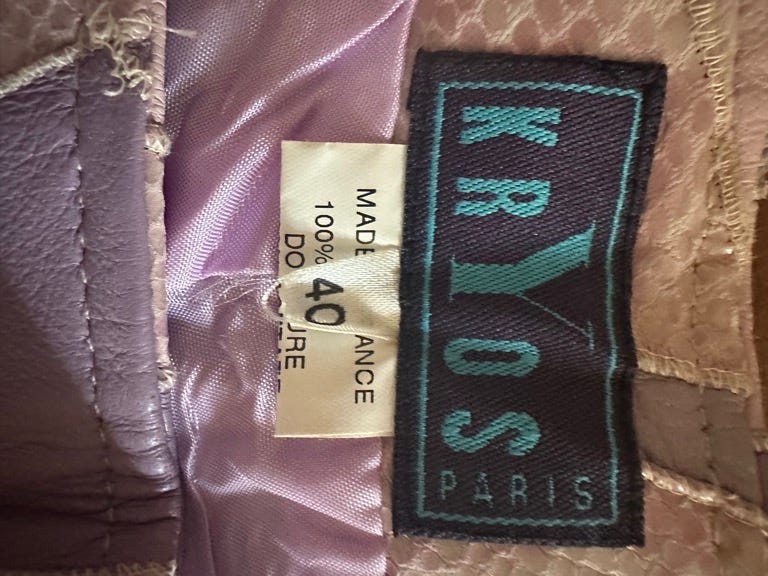 KRYOS
PARIS
MADE ANCE
100%
40
DO URE